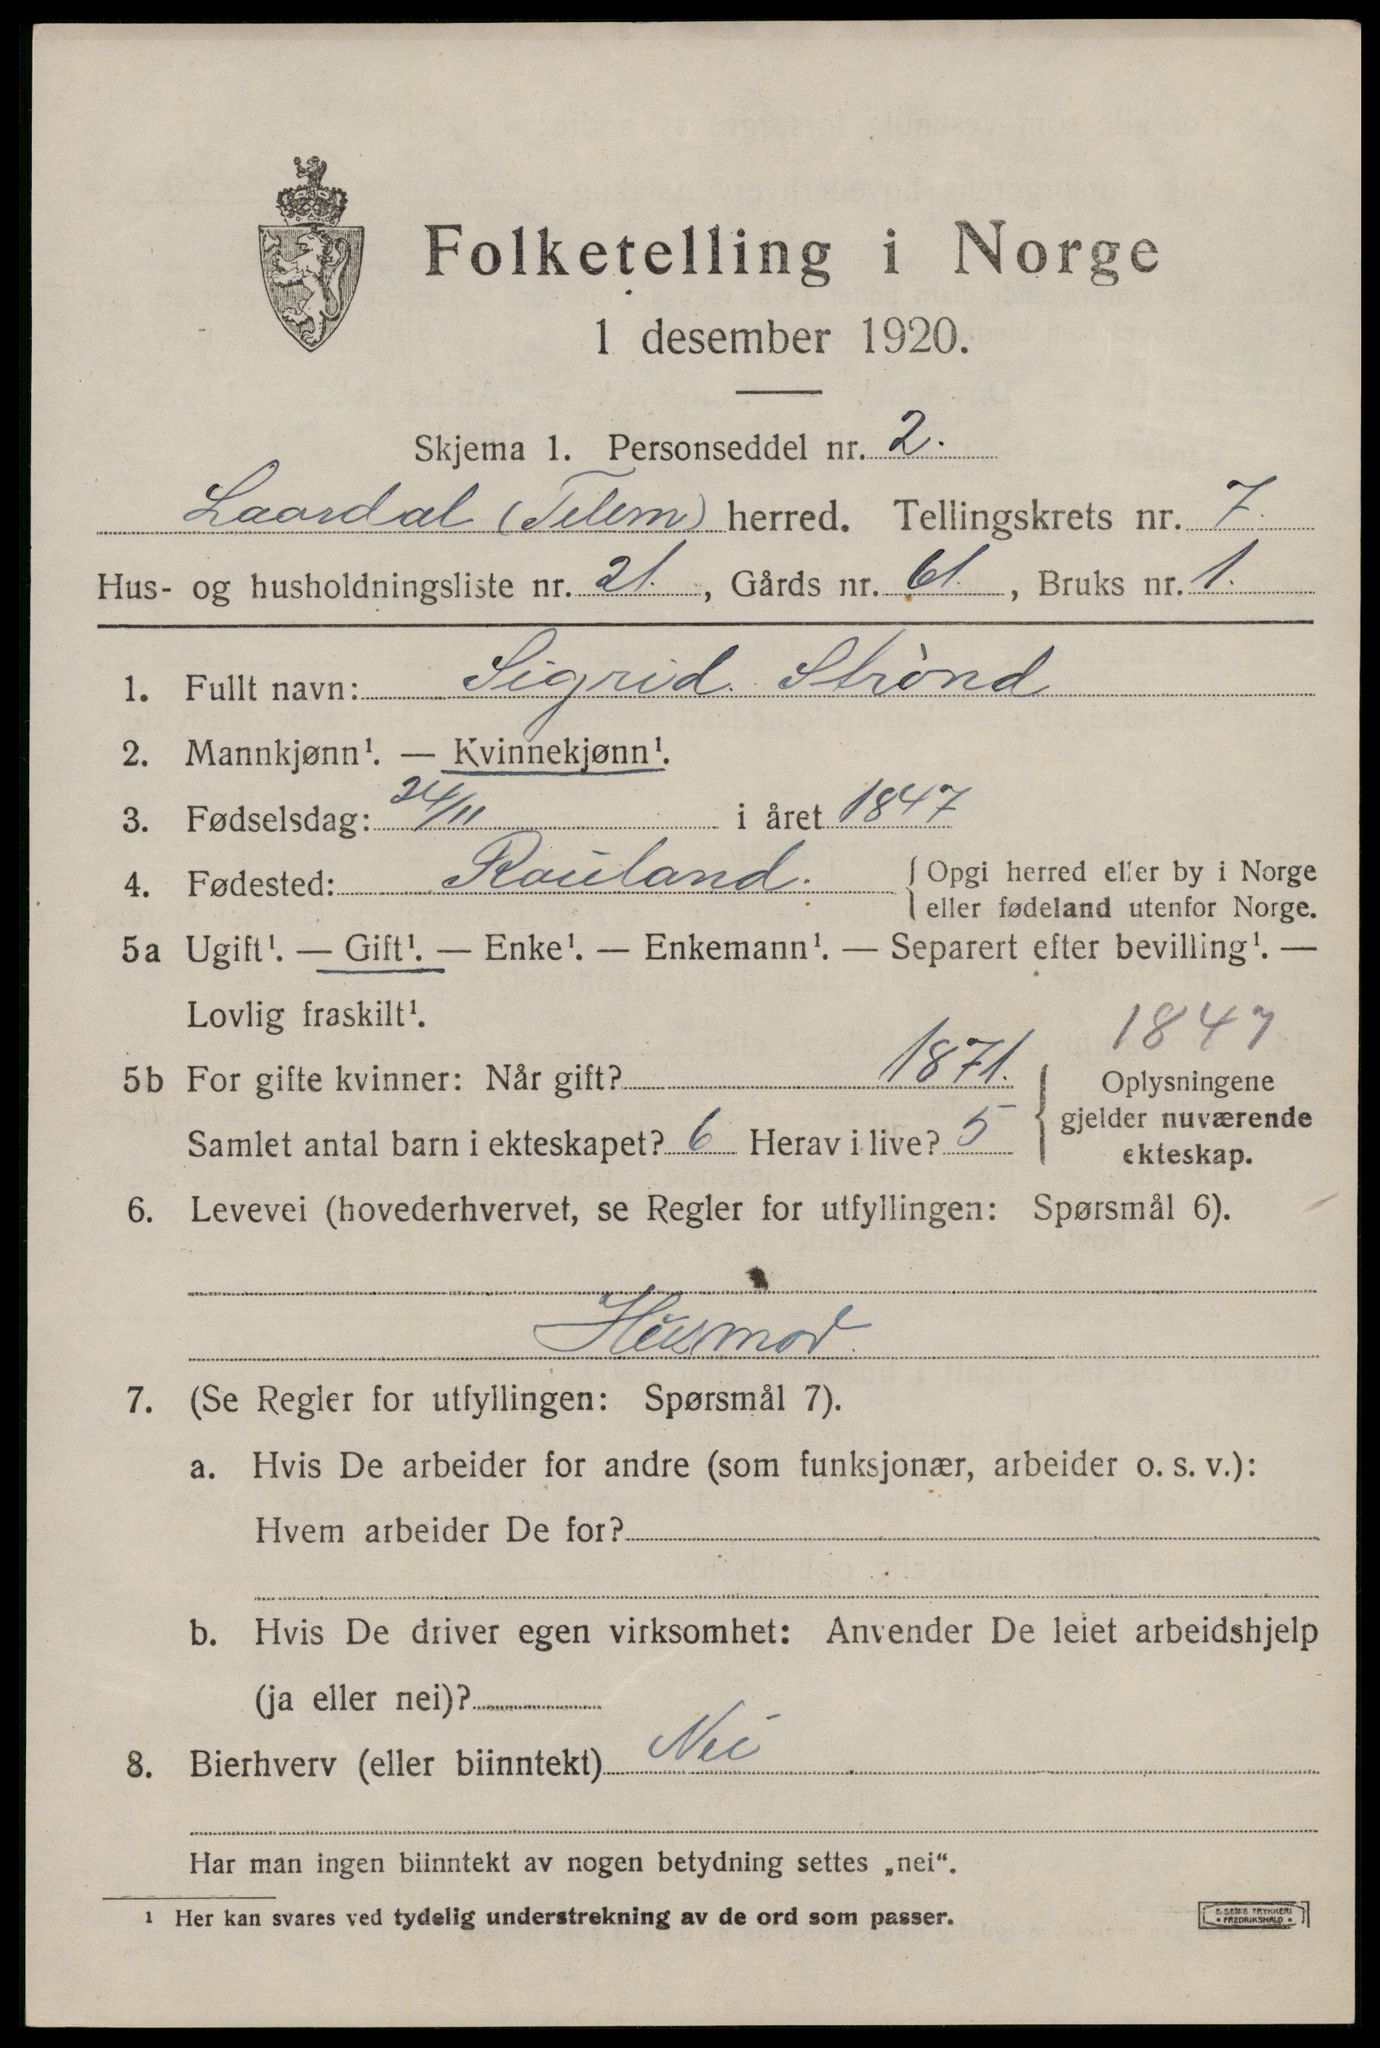 Folketelling i Norge
1 desember 1920.
Skjema 1. Personseddel nr. 2.
Laardal (Telem) herred. Tellingskrets nr. 7.
Hus- og husholdningsliste nr. 21. , Gårds nr. 61. , Bruks nr. 1.
1. Fullt navn: Sigrid Strònd
2. Mannkjønn¹. — Kvinnekjønn¹.
3. Fødselsdag: 24/11 i året 1847
4. Fødested: Rauland. { Opgi herred eller by i Norge
eller fødeland utenfor Norge.
5a Ugift¹. — Gift¹. — Enke¹. — Enkemann¹. — Separert efter bevilling¹. —
Lovlig fraskilt¹.
1847
5b For gifte kvinner: Når gift? 1871.
Samlet antal barn i ekteskapet? 6 Herav i live? 5
{ Oplysningene
gjelder nuværende
ekteskap.
6. Levevei (hovederhvervet, se Regler for utfyllingen: Spørsmål 6).
Husmor
7. (Se Regler for utfyllingen: Spørsmål 7).
a. Hvis De arbeider for andre (som funksjonær, arbeider o. s. v.):
Hvem arbeider De for?
b. Hvis De driver egen virksomhet: Anvender De leiet arbeidshjelp
(ja eller nei)?
8. Bierhverv (eller biinntekt) Nei
Har man ingen biinntekt av nogen betydning settes „nei“.
¹ Her kan svares ved tydelig understrekning av de ord som passer.
E. SEM'S TRYKKERI
* FREDRIKSHALD *